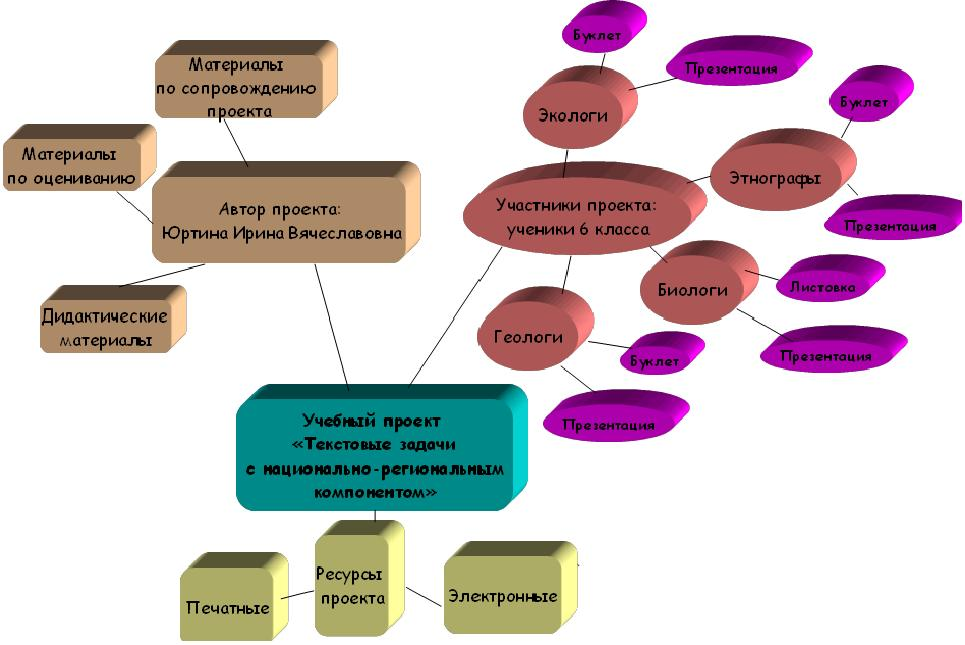 Буклет
Презентация
Материалы
по сопровождению
проекта
Экологи
Буклет
Материалы
по оцениванию
Этнографы
Автор проекта:
Юртина Ирина Вячеславовна
Участники проекта:
ученики 6 класса
Презентация
Биологи
Листовка
Дидактические
материалы
Геологи
Буклет
Презентация
Презентация
Учебный проект
«Текстовые задачи
с национально-региональным
компонентом»
Ресурсы
проекта
Печатные
Электронные